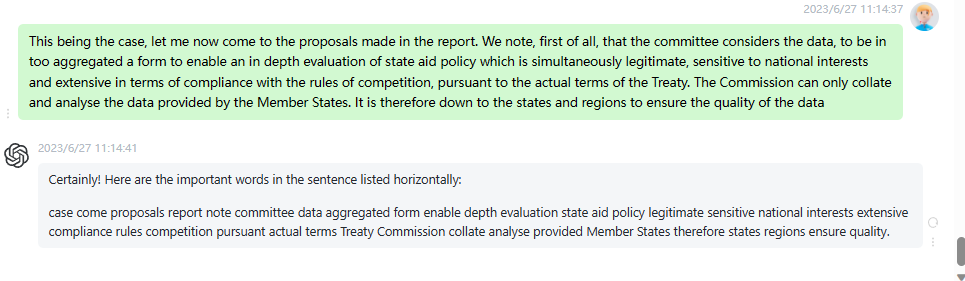 2023/6/27 11:14:37
This being the case, let me now come to the proposals made in the report. We note, first of all, that the committee considers the data, to be in
too aggregated a form to enable an in depth evaluation of state aid policy which is simultaneously legitimate, sensitive to national interests
and extensive in terms of compliance with the rules of competition, pursuant to the actual terms of the Treaty. The Commission can only collate
and analyse the data provided by the Member States. It is therefore down to the states and regions to ensure the quality of the data
2023/6/27 11:14:41
Certainly! Here are the important words in the sentence listed horizontally:
case come proposals report note committee data aggregated form enable depth evaluation state aid policy legitimate sensitive national interests extensive
compliance rules competition pursuant actual terms Treaty Commission collate analyse provided Member States therefore states regions ensure quality.